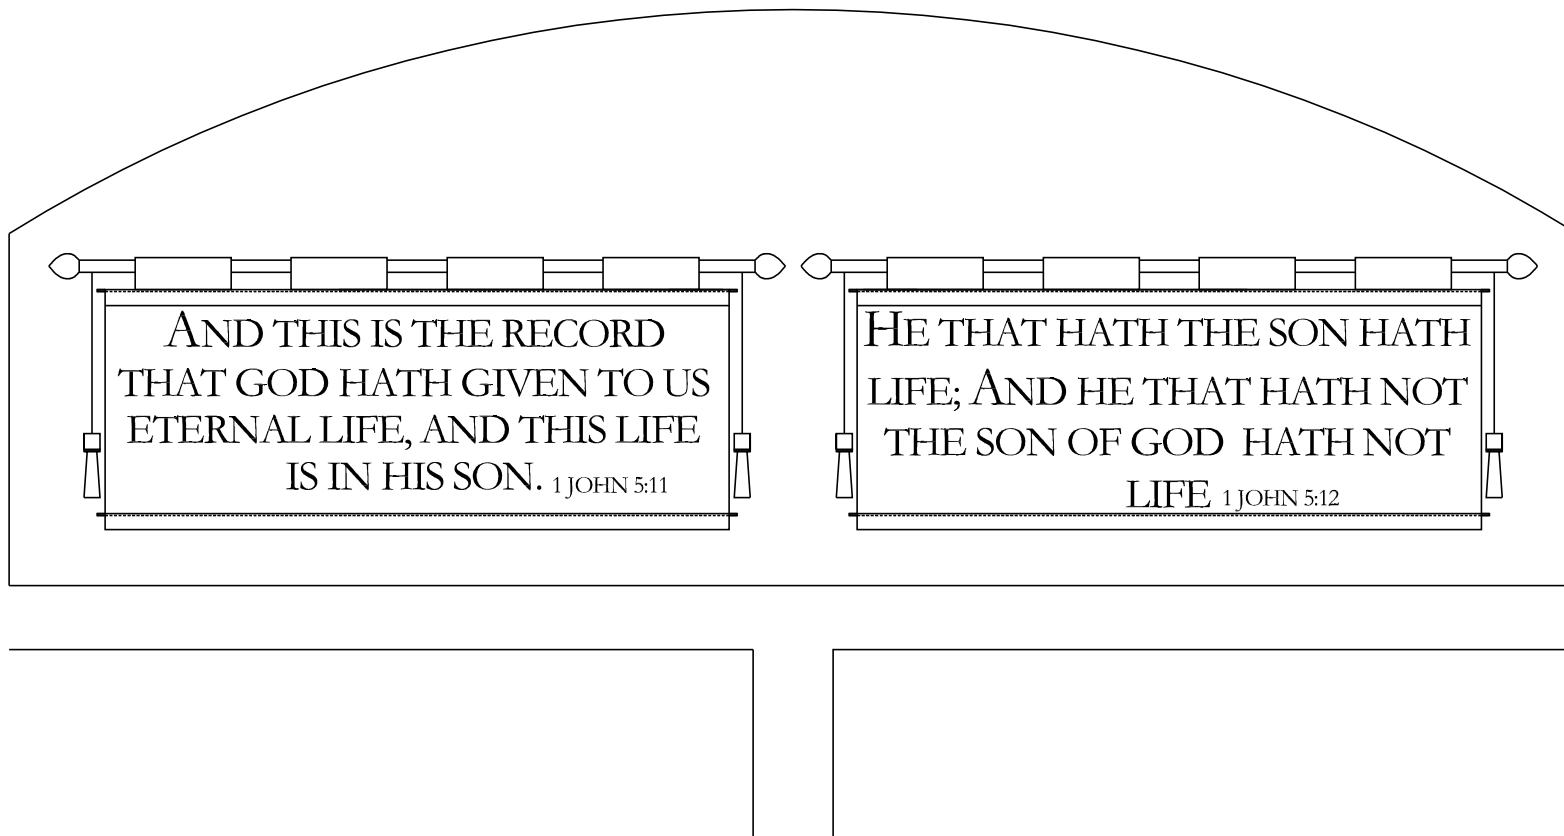 AND THIS IS THE RECORD
THAT GOD HATH GIVEN TO US
ETERNAL LIFE, AND THIS LIFE
IS IN HIS SON. 1 JOHN 5:11
HE THAT HATH THE SON HATH
LIFE; AND HE THAT HATH NOT
THE SON OF GOD HATH NOT
LIFE 1 JOHN 5:12